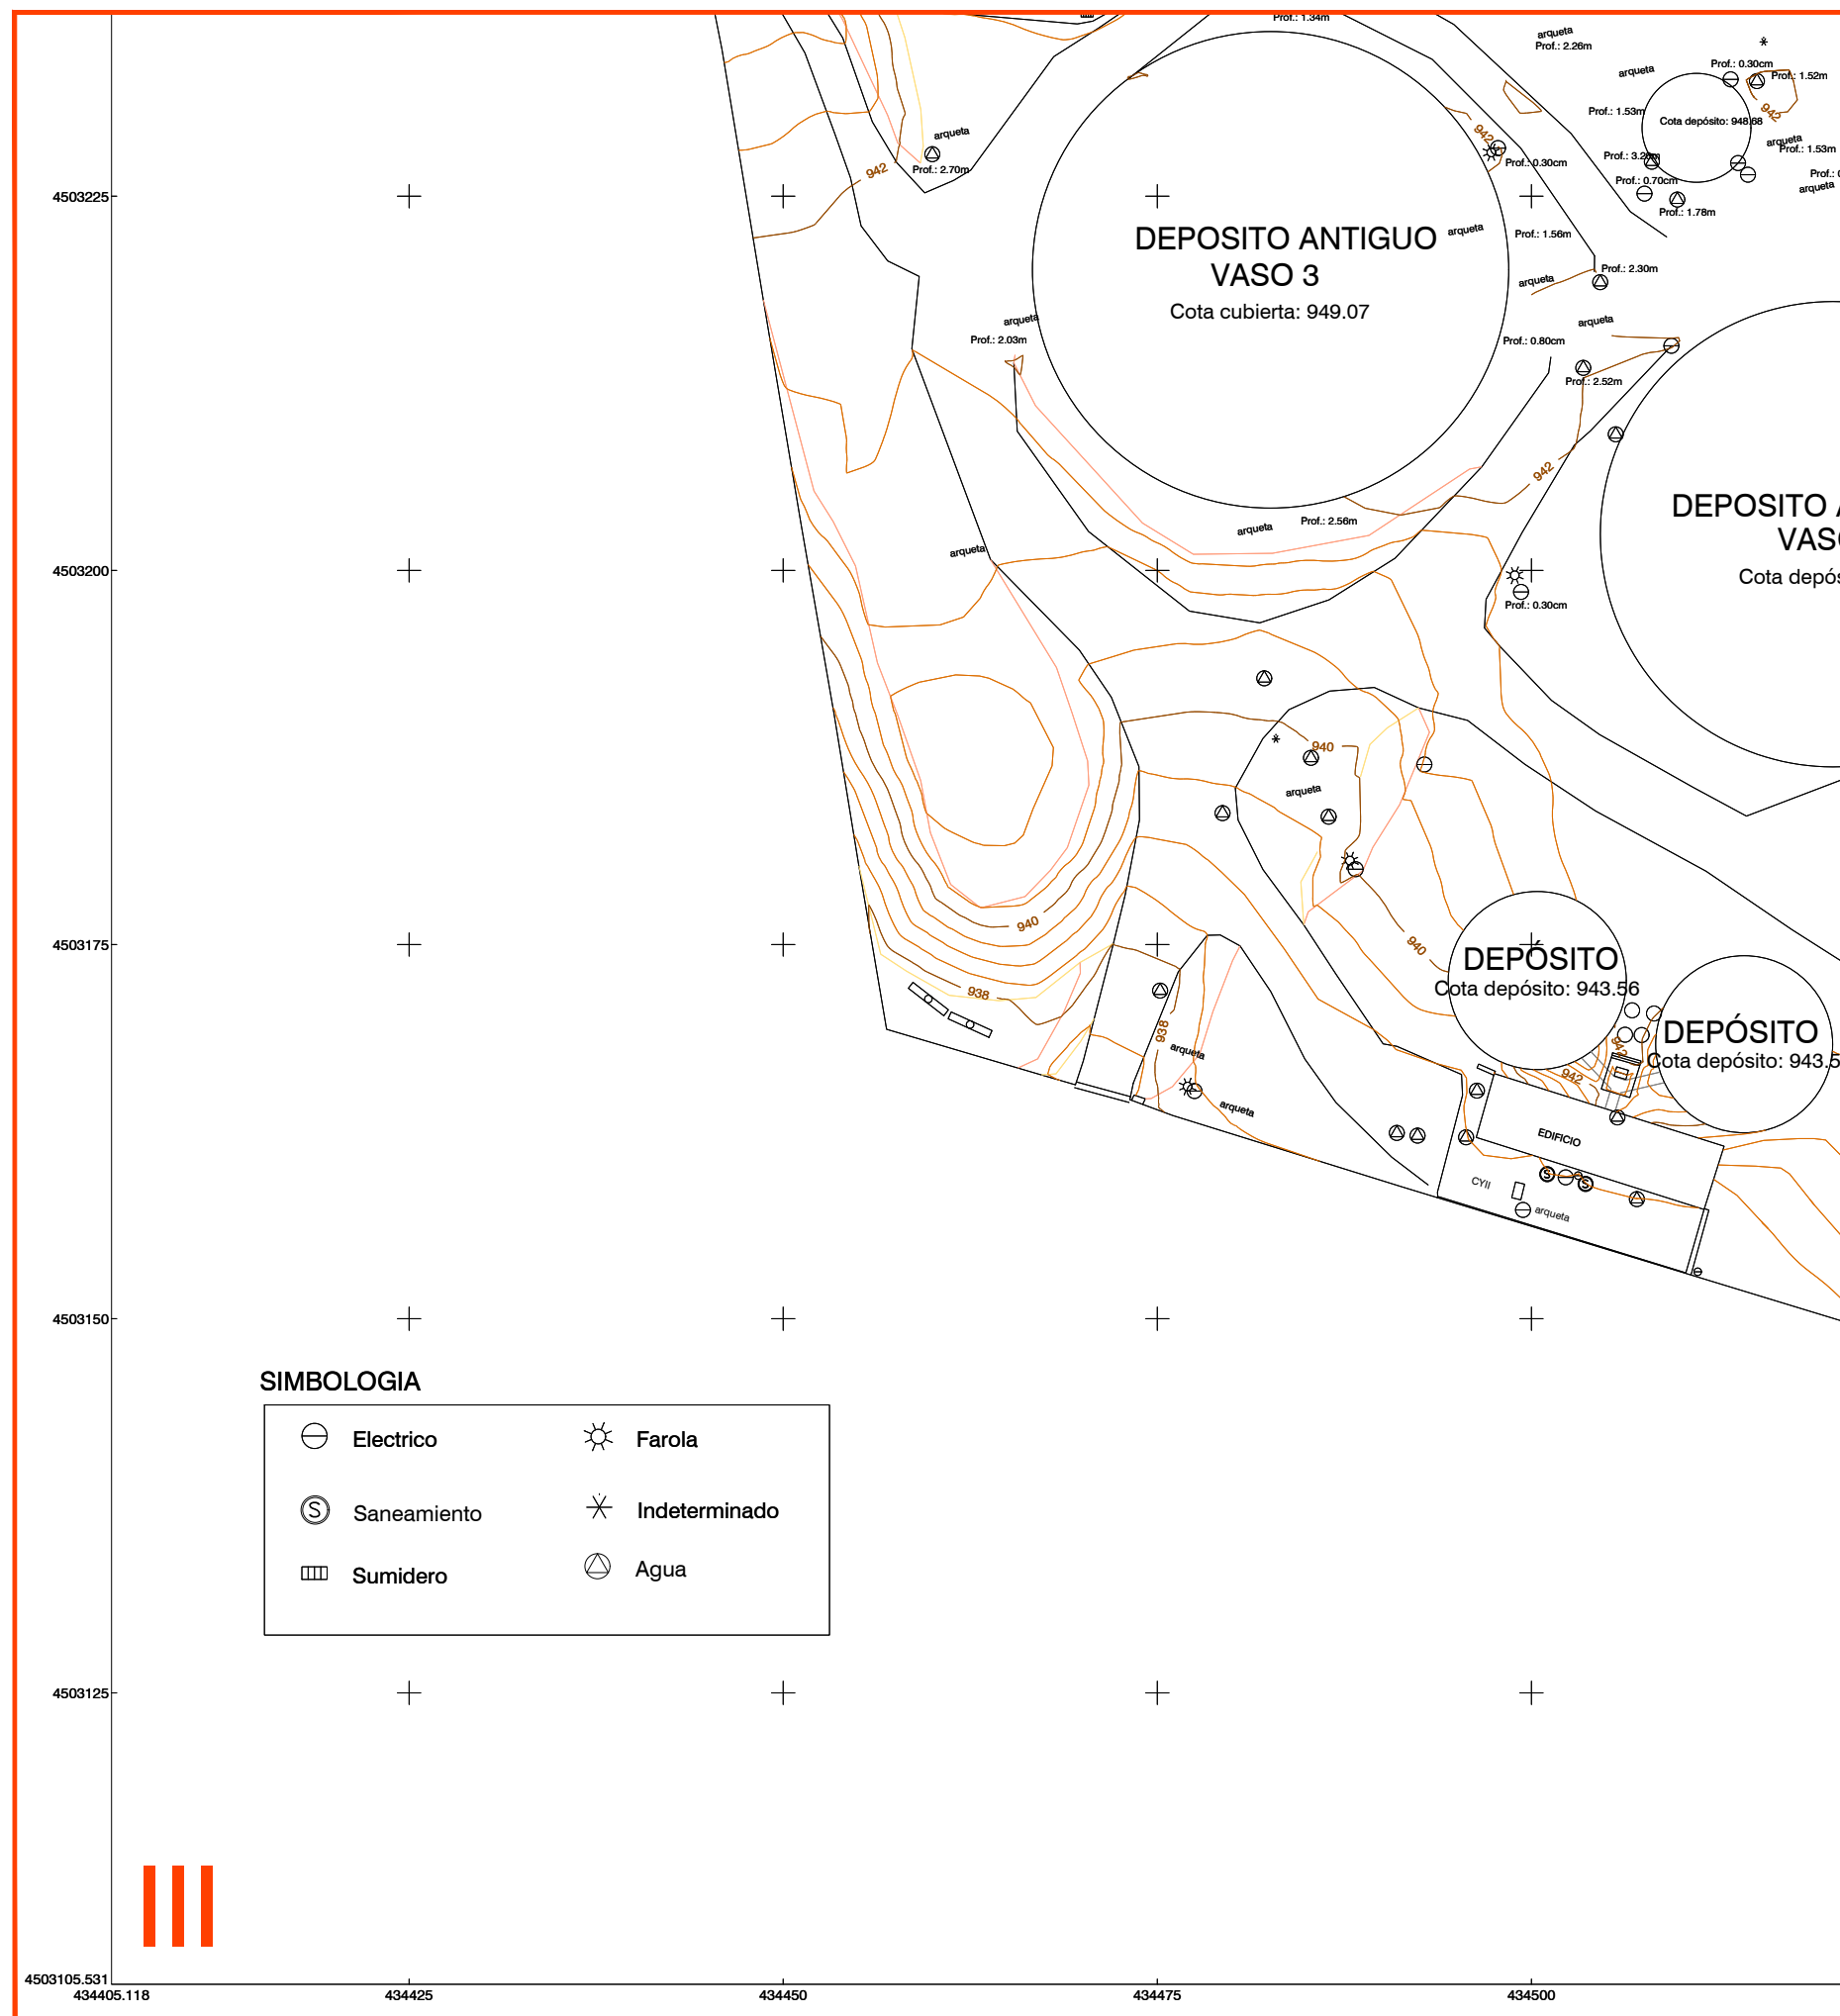 Prof.: 1.34m
arqueta
Prof.: 2.26m
arqueta
Prof.: 0.30cm
Prof.: 1.52m
942
Prof.: 1.53m
Cota depósito: 948.68
arqueta
Prof.: 1.53m
arqueta
Prof.: 0.70cm
Prof.: 1.78m
arqueta
Prof.: 2.70m
942
942
Prof.: 0.30cm
4503225
DEPOSITO ANTIGUO
VASO 3
Cota cubierta: 949.07
arqueta
Prof.: 1.56m
arqueta
Prof.: 2.30m
arqueta
Prof.: 2.03m
arqueta
Prof.: 0.80cm
Prof.: 2.52m
942
DEPOSITO
arqueta
Prof.: 2.56m
arqueta
4503200
Prof.: 0.30cm
940
arqueta
940
940
4503175
DEPÓSITO
Cota depósito: 943.56
938
938
arqueta
942
942
DEPÓSITO
Cota depósito: 943.5
arqueta
EDIFICIO
CYII
arqueta
4503150
SIMBOLOGIA
Electrico
Farola
Saneamiento
S
Indeterminado
Sumidero
Agua
4503125
4503105.531
434405.118
434425
434450
434475
434500